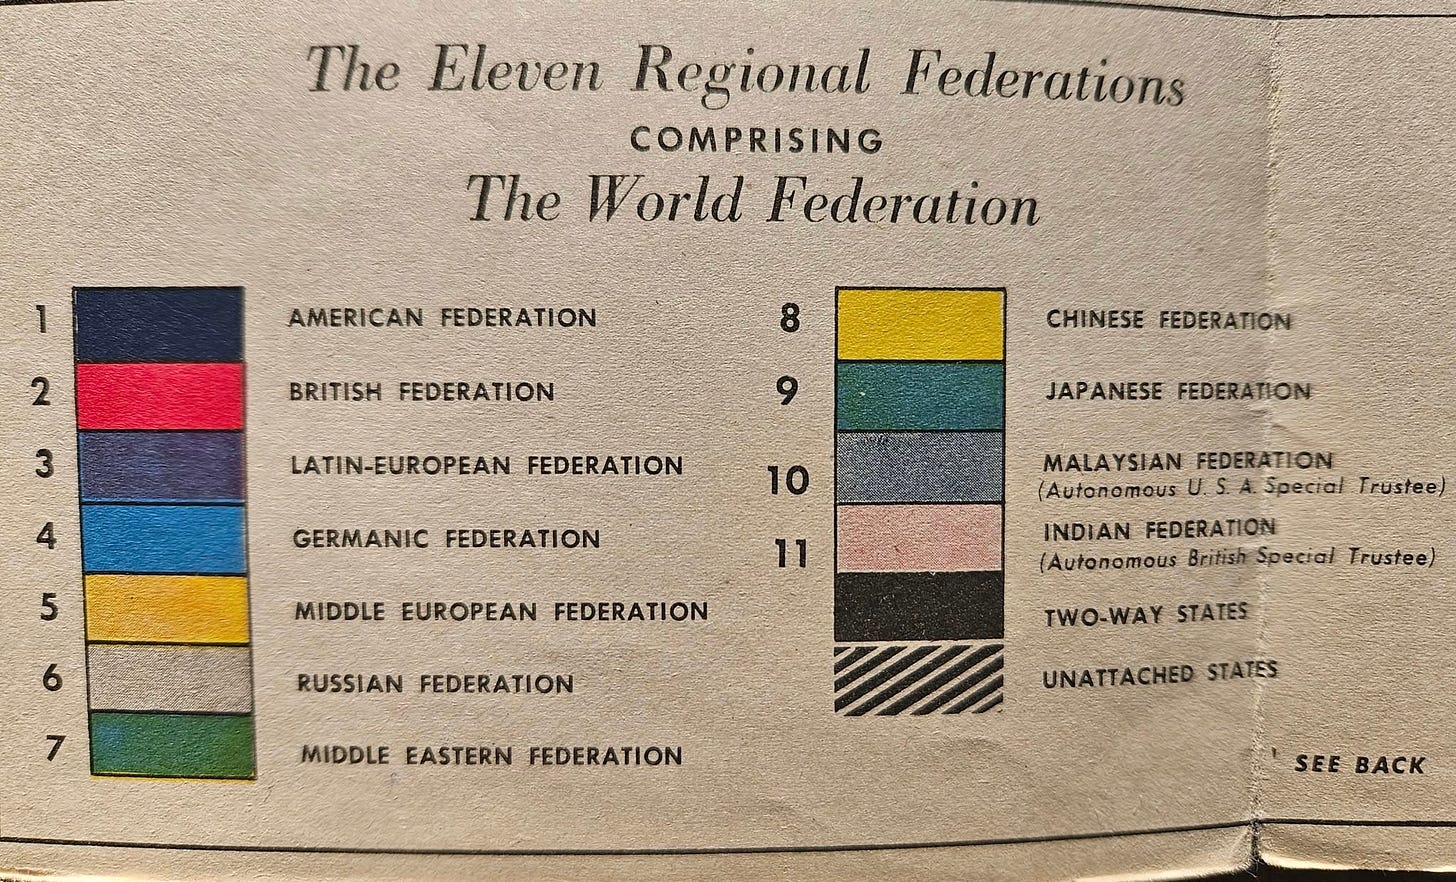 The Eleven Regional Federations
COMPRISING
The World Federation
1 AMERICAN FEDERATION
2 BRITISH FEDERATION
3 LATIN-EUROPEAN FEDERATION
4 GERMANIC FEDERATION
5 MIDDLE EUROPEAN FEDERATION
6 RUSSIAN FEDERATION
7 MIDDLE EASTERN FEDERATION
8 CHINESE FEDERATION
9 JAPANESE FEDERATION
10 MALAYSIAN FEDERATION
(Autonomous U. S. A. Special Trustee)
11 INDIAN FEDERATION
(Autonomous British Special Trustee)
TWO-WAY STATES
UNATTACHED STATES
SEE BACK